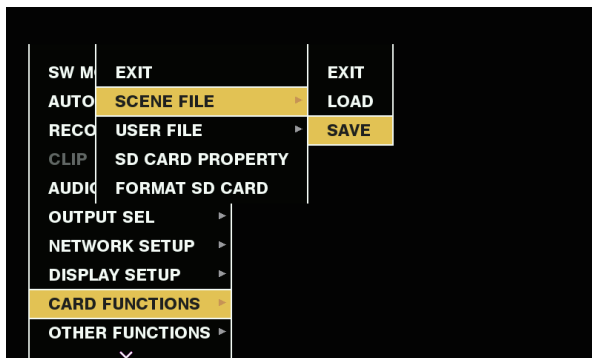 SW M
AUTO
RECO
CLIP
AUDIO
OUTPUT SEL
NETWORK SETUP
DISPLAY SETUP
CARD FUNCTIONS
OTHER FUNCTIONS
EXIT
SCENE FILE
USER FILE
SD CARD PROPERTY
FORMAT SD CARD
EXIT
LOAD
SAVE